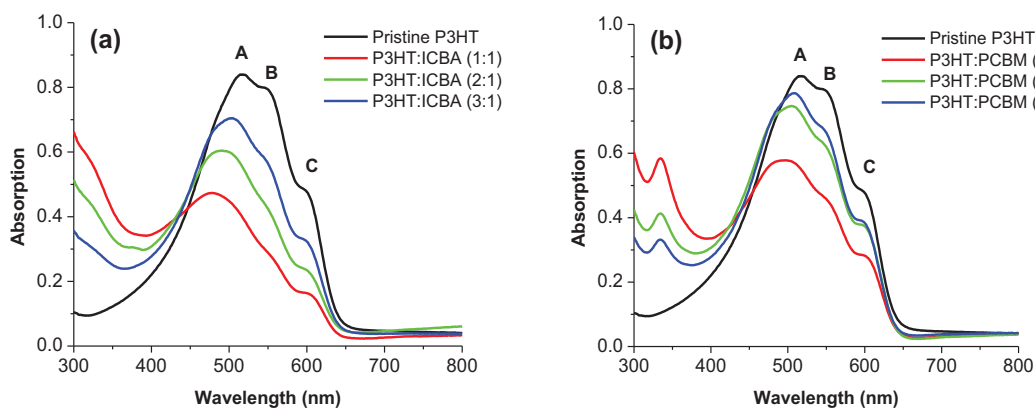 (a)
Pristine P3HT
P3HT:ICBA (1:1)
P3HT:ICBA (2:1)
P3HT:ICBA (3:1)
A
B
C
0.0
0.2
0.4
0.6
0.8
1.0
Absorption
300 400 500 600 700 800
Wavelength (nm)
(b)
Pristine P3HT
P3HT:PCBM (
P3HT:PCBM (
P3HT:PCBM (
A
B
C
0.0
0.2
0.4
0.6
0.8
1.0
Absorption
300 400 500 600 700 800
Wavelength (nm)